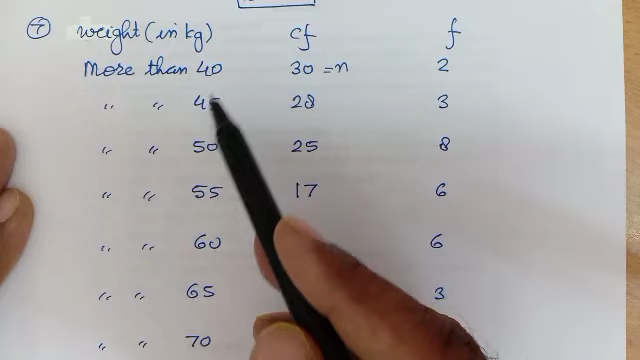 7 weight (in kg) cf f
More than 40 30 = n 2
" " 45 28 3
" " 50 25 8
" " 55 17 6
" " 60 6
" " 65 3
" " 70